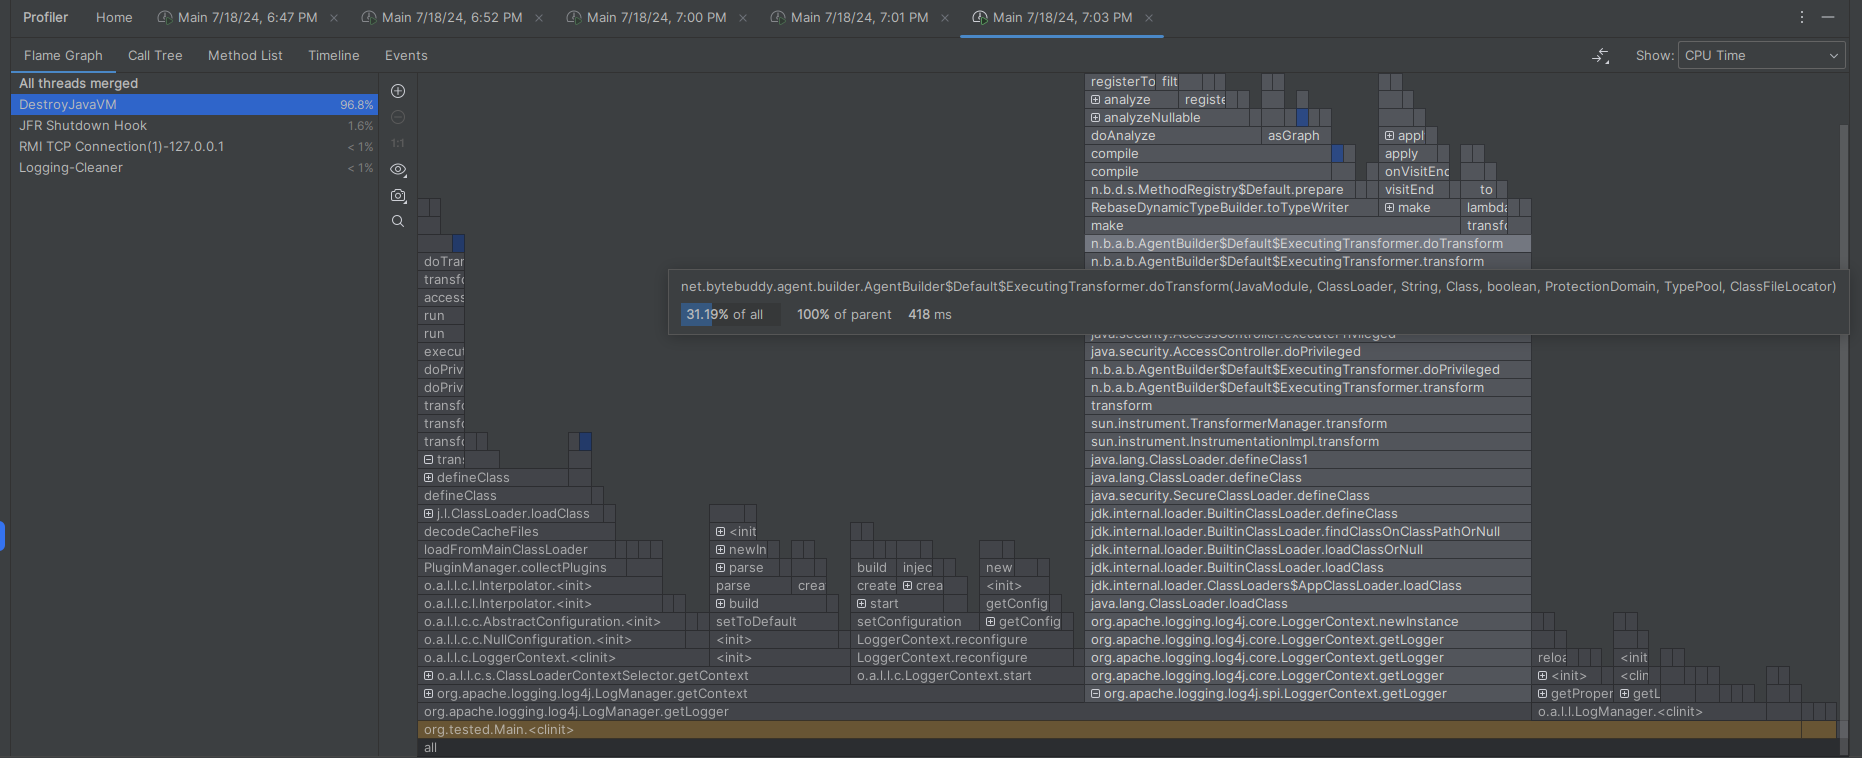 Profiler Home Main 7/18/24, 6:47 PM Main 7/18/24, 6:52 PM Main 7/18/24, 7:00 PM Main 7/18/24, 7:01 PM Main 7/18/24, 7:03 PM
Flame Graph Call Tree Method List Timeline Events Show: CPU Time
All threads merged
DestroyJavaVM 96.8%
JFR Shutdown Hook 1.6%
RMI TCP Connection(1)-127.0.0.1 < 1%
Logging-Cleaner < 1%
1:1
registerTo filt
analyze registe
analyzeNullable
doAnalyze asGraph appl
compile apply
compile onVisitEnd
n.b.d.s.MethodRegistry$Default.prepare visitEnd to
RebaseDynamicTypeBuilder.toTypeWriter make lambda
make transfo
n.b.a.b.AgentBuilder$Default$ExecutingTransformer.doTransform
doTran n.b.a.b.AgentBuilder$Default$ExecutingTransformer.transform
net.bytebuddy.agent.builder.AgentBuilder$Default$ExecutingTransformer.doTransform(JavaModule, ClassLoader, String, Class, boolean, ProtectionDomain, TypePool, ClassFileLocator)
31.19% of all 100% of parent 418 ms
transfo
access
run
run java.security.AccessController.executePrivileged
execut java.security.AccessController.doPrivileged
doPriv n.b.a.b.AgentBuilder$Default$ExecutingTransformer.doPrivileged
doPriv n.b.a.b.AgentBuilder$Default$ExecutingTransformer.transform
transfo transform
transfo sun.instrument.TransformerManager.transform
transfo sun.instrument.InstrumentationImpl.transform
trans java.lang.ClassLoader.defineClass1
defineClass java.lang.ClassLoader.defineClass
defineClass java.security.SecureClassLoader.defineClass
j.l.ClassLoader.loadClass jdk.internal.loader.BuiltinClassLoader.defineClass
decodeCacheFiles <init jdk.internal.loader.BuiltinClassLoader.findClassOnClassPathOrNull
loadFromMainClassLoader newIn jdk.internal.loader.BuiltinClassLoader.loadClassOrNull
PluginManager.collectPlugins parse build injec new jdk.internal.loader.BuiltinClassLoader.loadClass
o.a.l.l.c.l.Interpolator.<init> parse crea create crea <init> jdk.internal.loader.ClassLoaders$AppClassLoader.loadClass
o.a.l.l.c.l.Interpolator.<init> build start getConfig java.lang.ClassLoader.loadClass
o.a.l.l.c.c.AbstractConfiguration.<init> setToDefault setConfiguration getConfig org.apache.logging.log4j.core.LoggerContext.newInstance
o.a.l.l.c.c.NullConfiguration.<init> <init> LoggerContext.reconfigure org.apache.logging.log4j.core.LoggerContext.getLogger
o.a.l.l.c.LoggerContext.<clinit> <init> LoggerContext.reconfigure org.apache.logging.log4j.core.LoggerContext.getLogger reloa <init
o.a.l.l.c.s.ClassLoaderContextSelector.getContext o.a.l.l.c.LoggerContext.start org.apache.logging.log4j.core.LoggerContext.getLogger <init> <clin
org.apache.logging.log4j.LogManager.getContext org.apache.logging.log4j.spi.LoggerContext.getLogger getProper getL
org.apache.logging.log4j.LogManager.getLogger o.a.l.l.LogManager.<clinit>
org.tested.Main.<clinit>
all